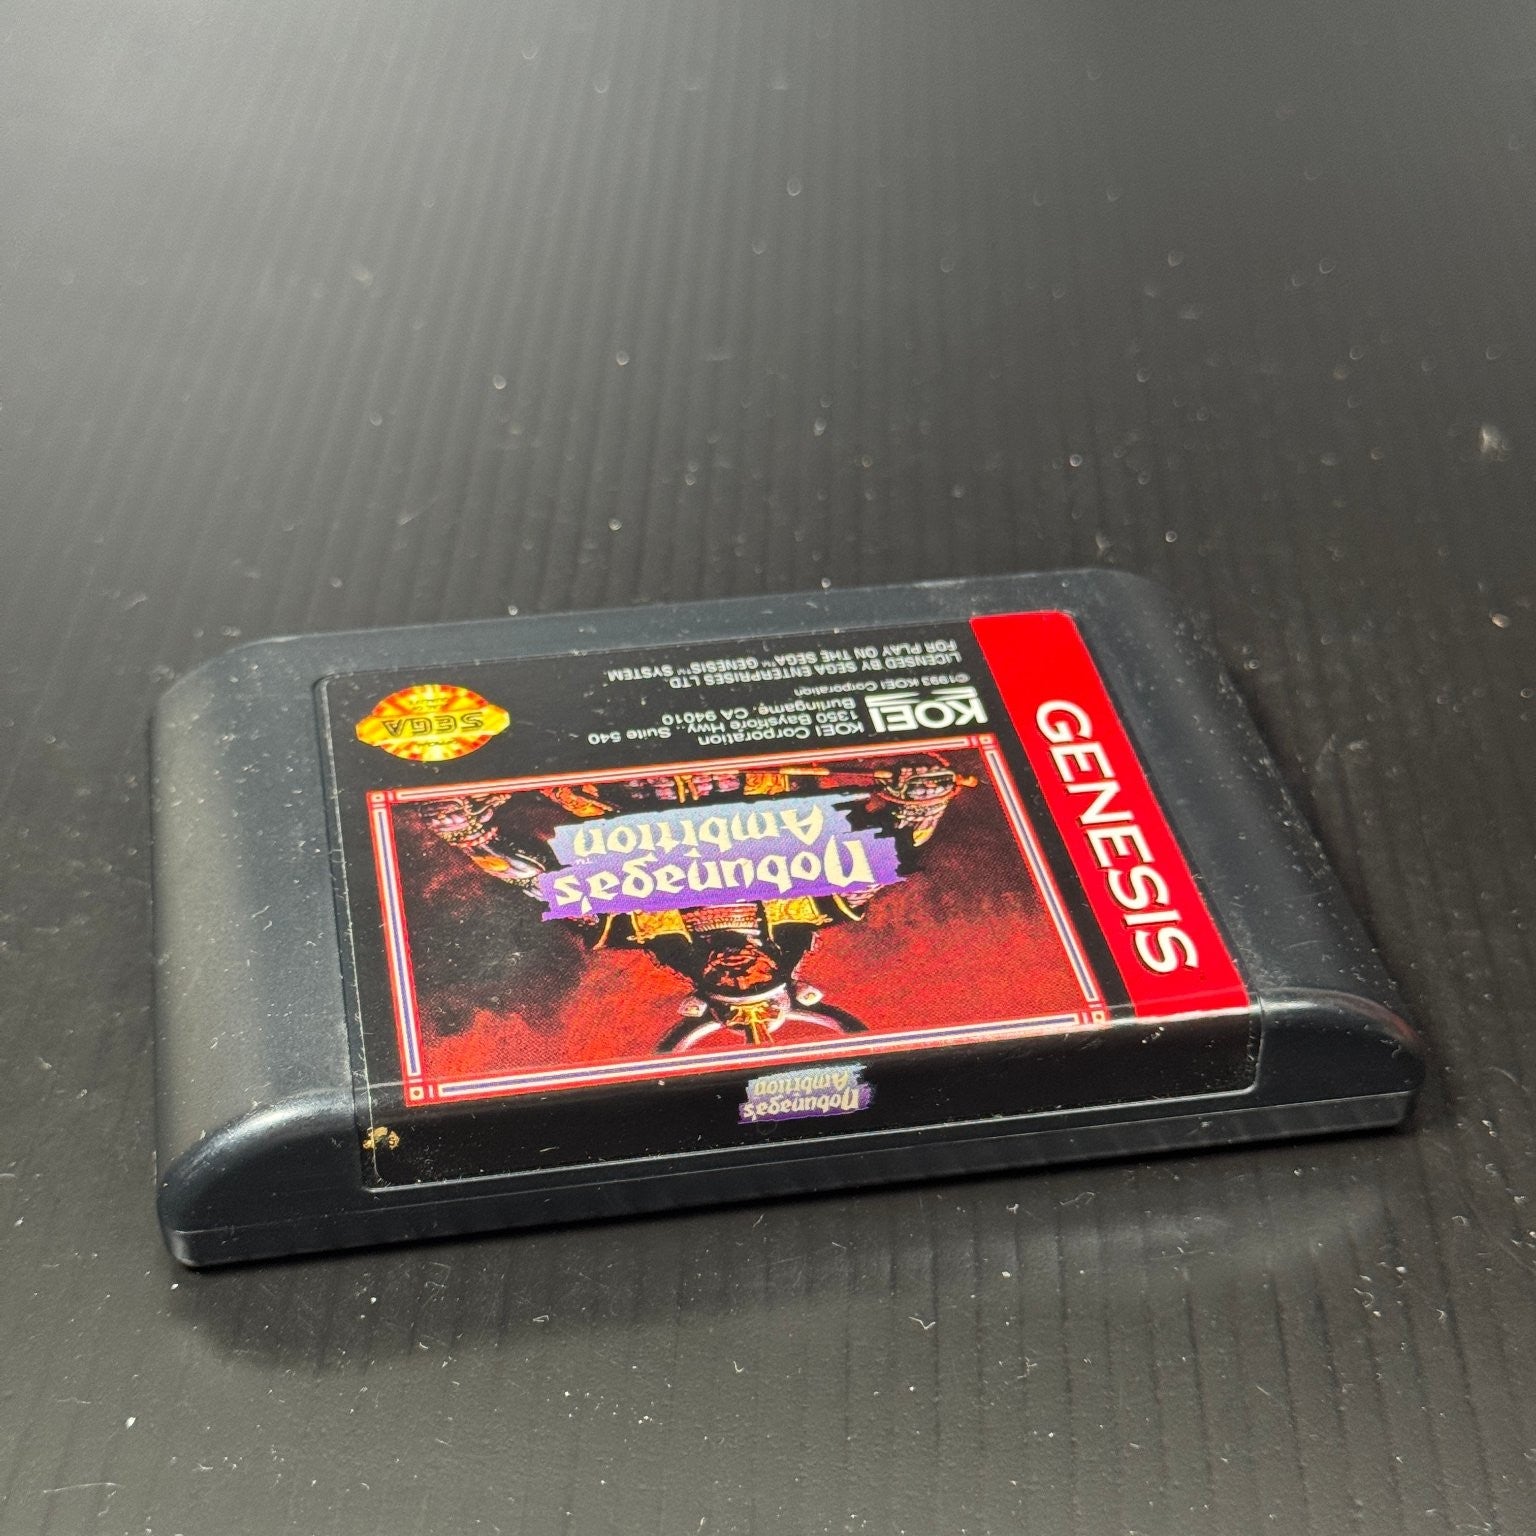 Nobunaga's
Ambition
GENESIS
Nobunaga's
Ambition™
KOEI
KOEI Corporation
1350 Bayshore Hwy., Suite 540
Burlingame, CA 94010
©1993 KOEI Corporation
LICENSED BY SEGA ENTERPRISES LTD.
FOR PLAY ON THE SEGA™ GENESIS™ SYSTEM
SEGA